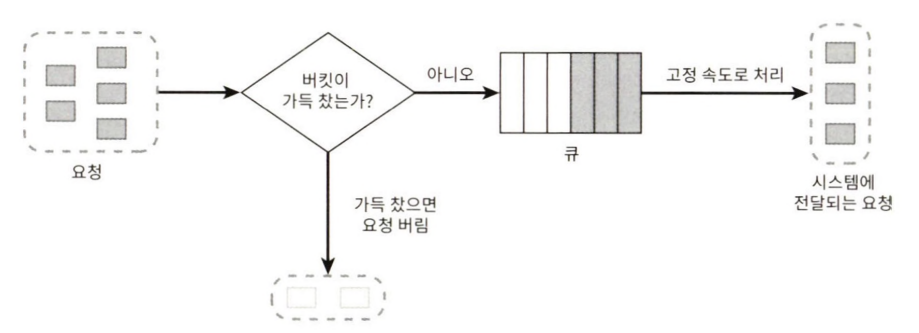 요청
버킷이
가득 찼는가?
아니오
큐
고정 속도로 처리
시스템에
전달되는 요청
가득 찼으면
요청 버림